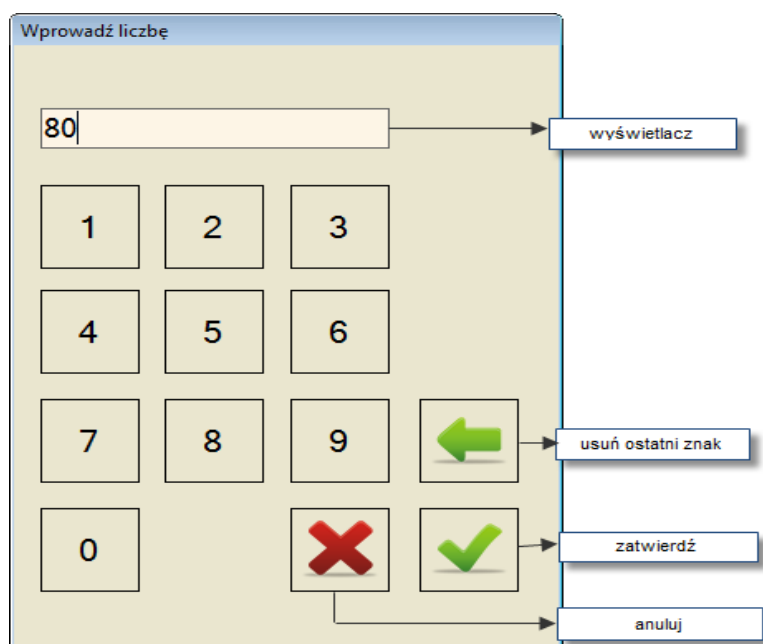 Wprowadź liczbę
80
wyświetlacz
1 2 3
4 5 6
7 8 9
usuń ostatni znak
0
zatwierdź
anuluj